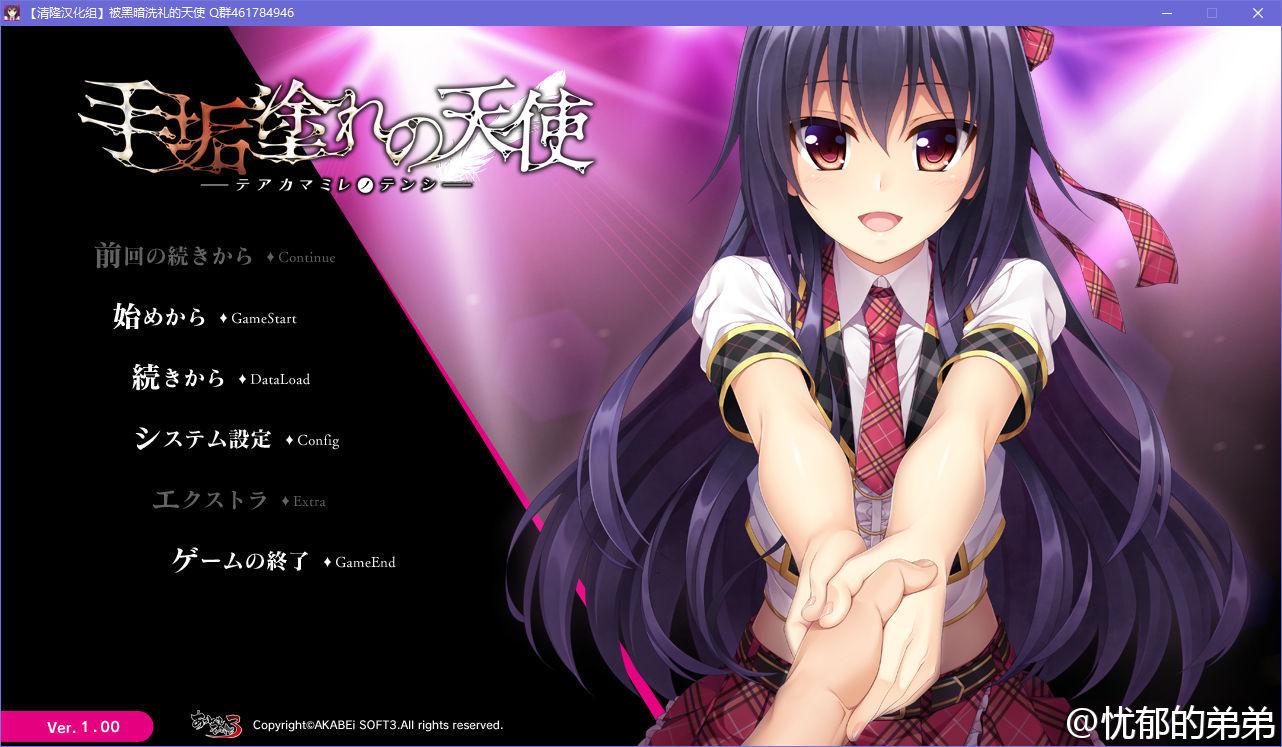 【清隆汉化组】被黑暗洗礼的天使 Q群461784946
手垢塗れの天使
テアカマミレノテンシ
前回の続きから ♦Continue
始めから ♦GameStart
続きから ♦DataLoad
システム設定 ♦Config
エクストラ ♦Extra
ゲームの終了 ♦GameEnd
Ver. 1.00
Copyright©AKABEi SOFT3.All rights reserved.
@忧郁的弟弟